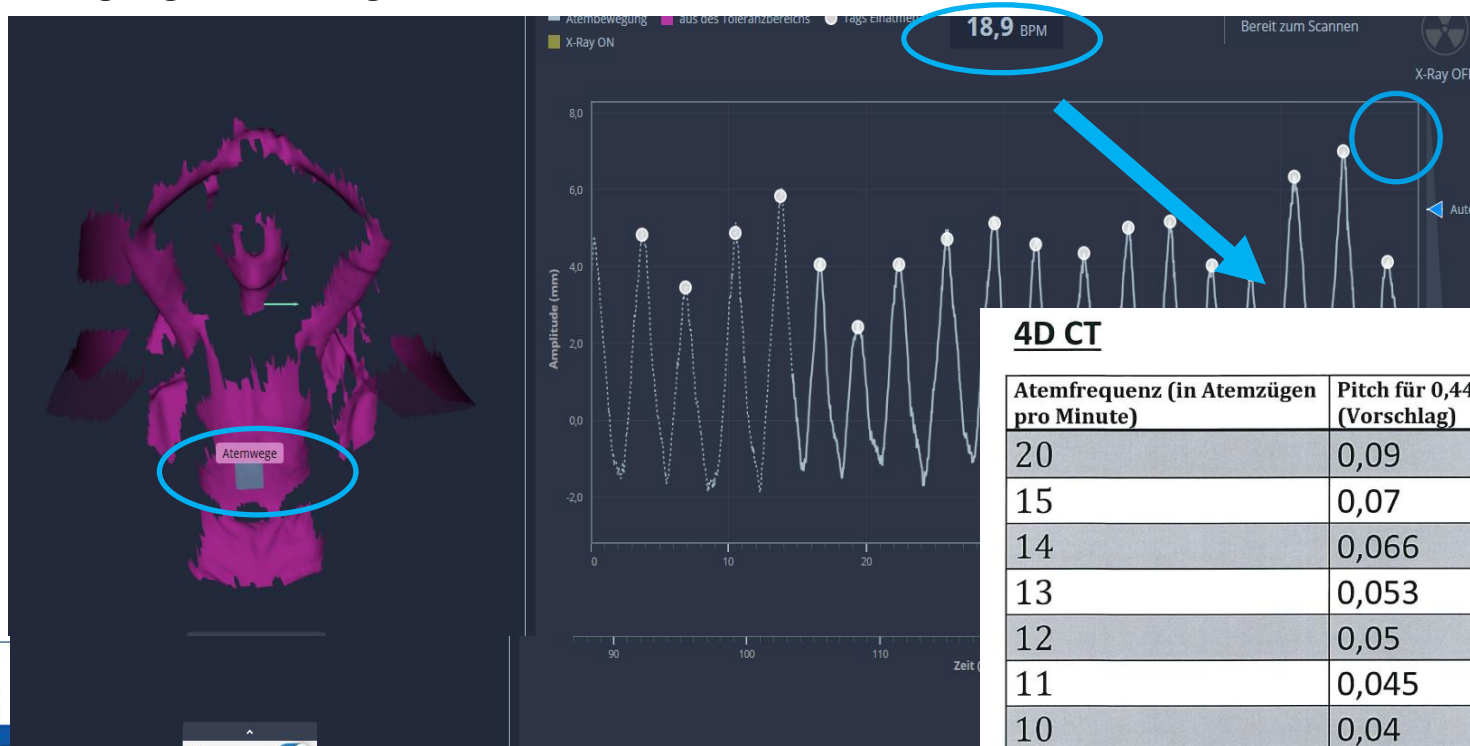 Atembewegung aus des Toleranzbereichs Tags Einatmen
X-Ray ON
18,9 BPM
Bereit zum Scannen
X-Ray OFF
8,0
6,0
4,0
2,0
0,0
-2,0
Amplitude (mm)
0 10 20
Atemwege
90 100 110
Zeit
4D CT
Atemfrequenz (in Atemzügen pro Minute) Pitch für 0,44 (Vorschlag)
20 0,09
15 0,07
14 0,066
13 0,053
12 0,05
11 0,045
10 0,04